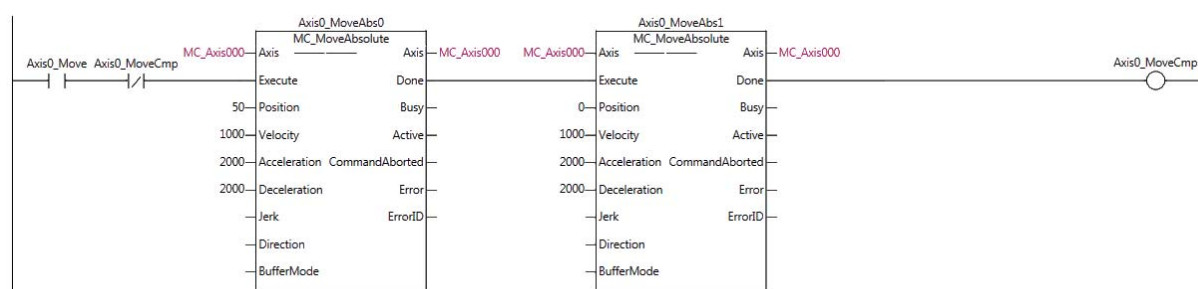 Axis0_MoveAbs0 Axis0_MoveAbs1
MC_MoveAbsolute MC_MoveAbsolute
MC_Axis000 Axis Axis MC_Axis000 MC_Axis000 Axis Axis MC_Axis000
Axis0_Move Axis0_MoveCmp Axis0_MoveCmp
Execute Done Execute Done
50 Position Busy 0 Position Busy
1000 Velocity Active 1000 Velocity Active
2000 Acceleration CommandAborted 2000 Acceleration CommandAborted
2000 Deceleration Error 2000 Deceleration Error
Jerk ErrorID Jerk ErrorID
Direction Direction
BufferMode BufferMode